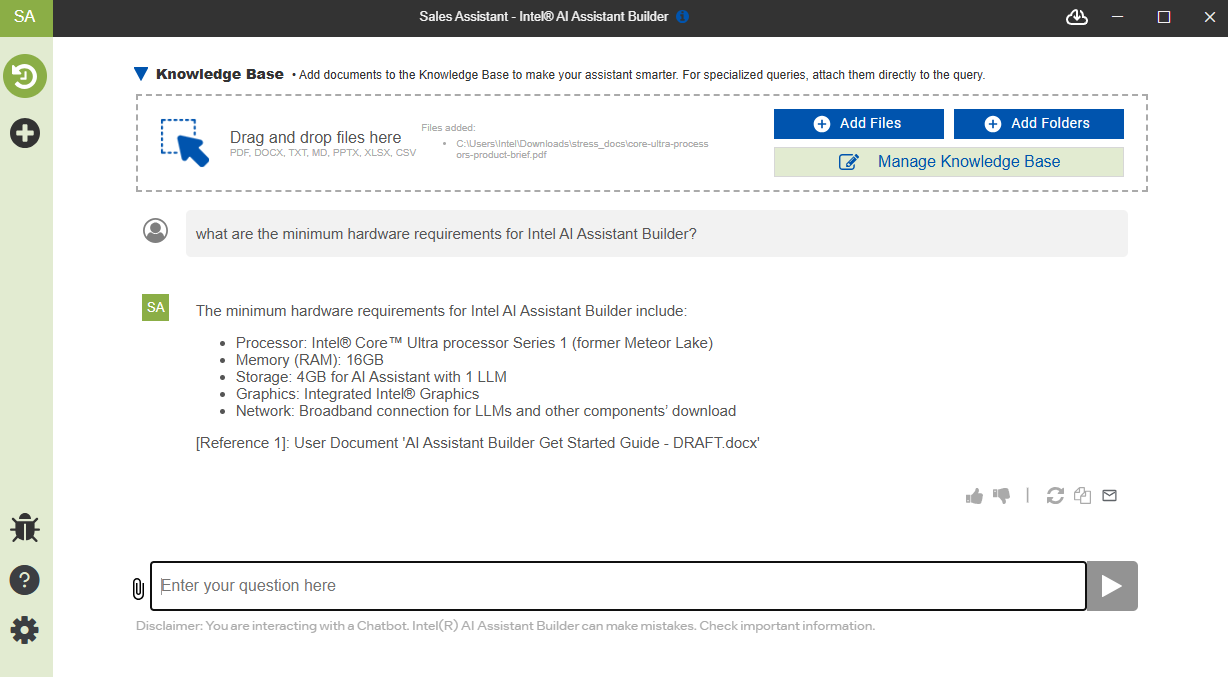 SA
Sales Assistant - Intel® AI Assistant Builder
Knowledge Base • Add documents to the Knowledge Base to make your assistant smarter. For specialized queries, attach them directly to the query.
Drag and drop files here
PDF, DOCX, TXT, MD, PPTX, XLSX, CSV
Files added:
• C:\Users\Intel\Downloads\stress_docs\core-ultra-process
ors-product-brief.pdf
Add Files
Add Folders
Manage Knowledge Base
what are the minimum hardware requirements for Intel AI Assistant Builder?
SA
The minimum hardware requirements for Intel AI Assistant Builder include:
• Processor: Intel® Core™ Ultra processor Series 1 (former Meteor Lake)
• Memory (RAM): 16GB
• Storage: 4GB for AI Assistant with 1 LLM
• Graphics: Integrated Intel® Graphics
• Network: Broadband connection for LLMs and other components’ download
[Reference 1]: User Document 'AI Assistant Builder Get Started Guide - DRAFT.docx'
Enter your question here
Disclaimer: You are interacting with a Chatbot. Intel(R) AI Assistant Builder can make mistakes. Check important information.